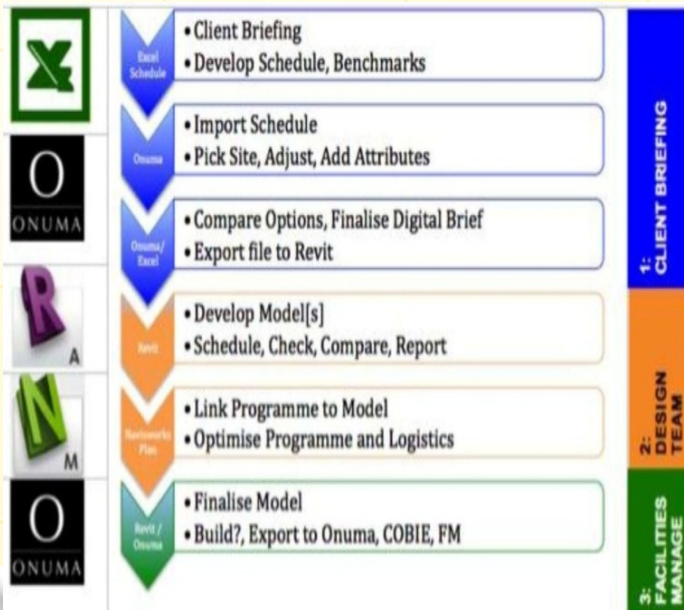 Excel
Schedule
• Client Briefing
• Develop Schedule, Benchmarks
O
ONUMA
Onuma
• Import Schedule
• Pick Site, Adjust, Add Attributes
Onuma/
Excel
• Compare Options, Finalise Digital Brief
• Export file to Revit
R
A
Revit
• Develop Model[s]
• Schedule, Check, Compare, Report
N
M
Navisworks
Plan
• Link Programme to Model
• Optimise Programme and Logistics
O
ONUMA
Revit /
Onuma
• Finalise Model
• Build?, Export to Onuma, COBIE, FM
1:
CLIENT BRIEFING
2:
DESIGN
TEAM
3:
FACILITIES
MANAGE